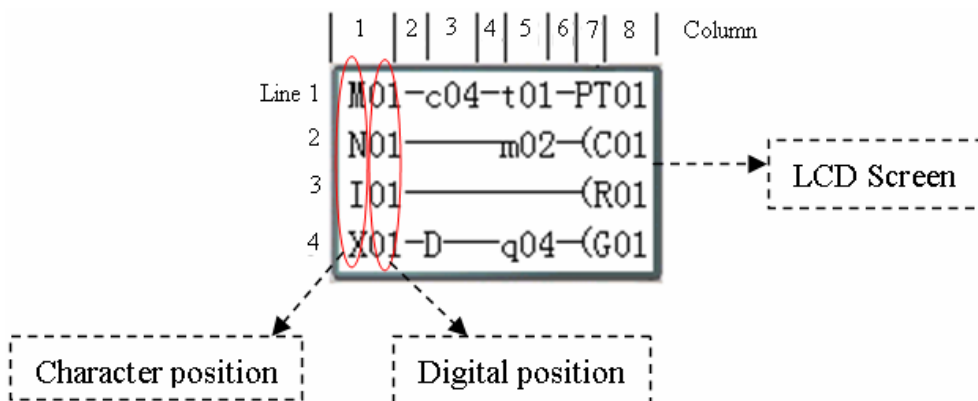 1 2 3 4 5 6 7 8 Column
Line 1 M01-c04-t01-PT01
2 N01———m02-(C01
3 I01——————(R01
4 X01-D——q04-(G01
LCD Screen
Character position
Digital position